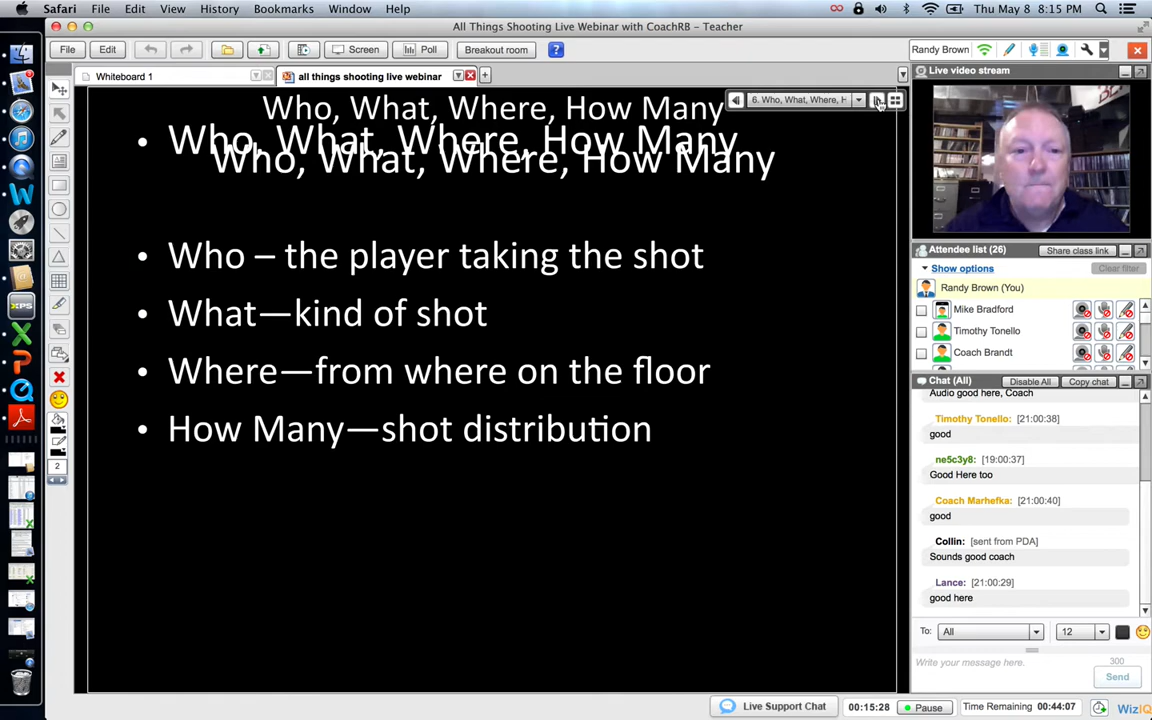 Safari File Edit View History Bookmarks Window Help Thu May 8 8:15 PM
All Things Shooting Live Webinar with CoachRB – Teacher
File Edit Screen Poll Breakout room ? Randy Brown
Whiteboard 1 all things shooting live webinar
Live video stream
6. Who, What, Where, H
Who, What, Where, How Many
• Who, What, Where, How Many
Who, What, Where, How Many
• Who – the player taking the shot
• What—kind of shot
• Where—from where on the floor
• How Many—shot distribution
2
XPS
Attendee list (26) Share class link
Show options Clear filter
Randy Brown (You)
Mike Bradford
Timothy Tonello
Coach Brandt
Chat (All) Disable All Copy chat
Audio good here, Coach
Timothy Tonello: [21:00:38]
good
ne5c3y8: [19:00:37]
Good Here too
Coach Marhefka: [21:00:40]
good
Collin: [sent from PDA]
Sounds good coach
Lance: [21:00:29]
good here
To: All 12
Write your message here. 300
Send
Live Support Chat 00:15:28 Pause Time Remaining 00:44:07 WizIQ